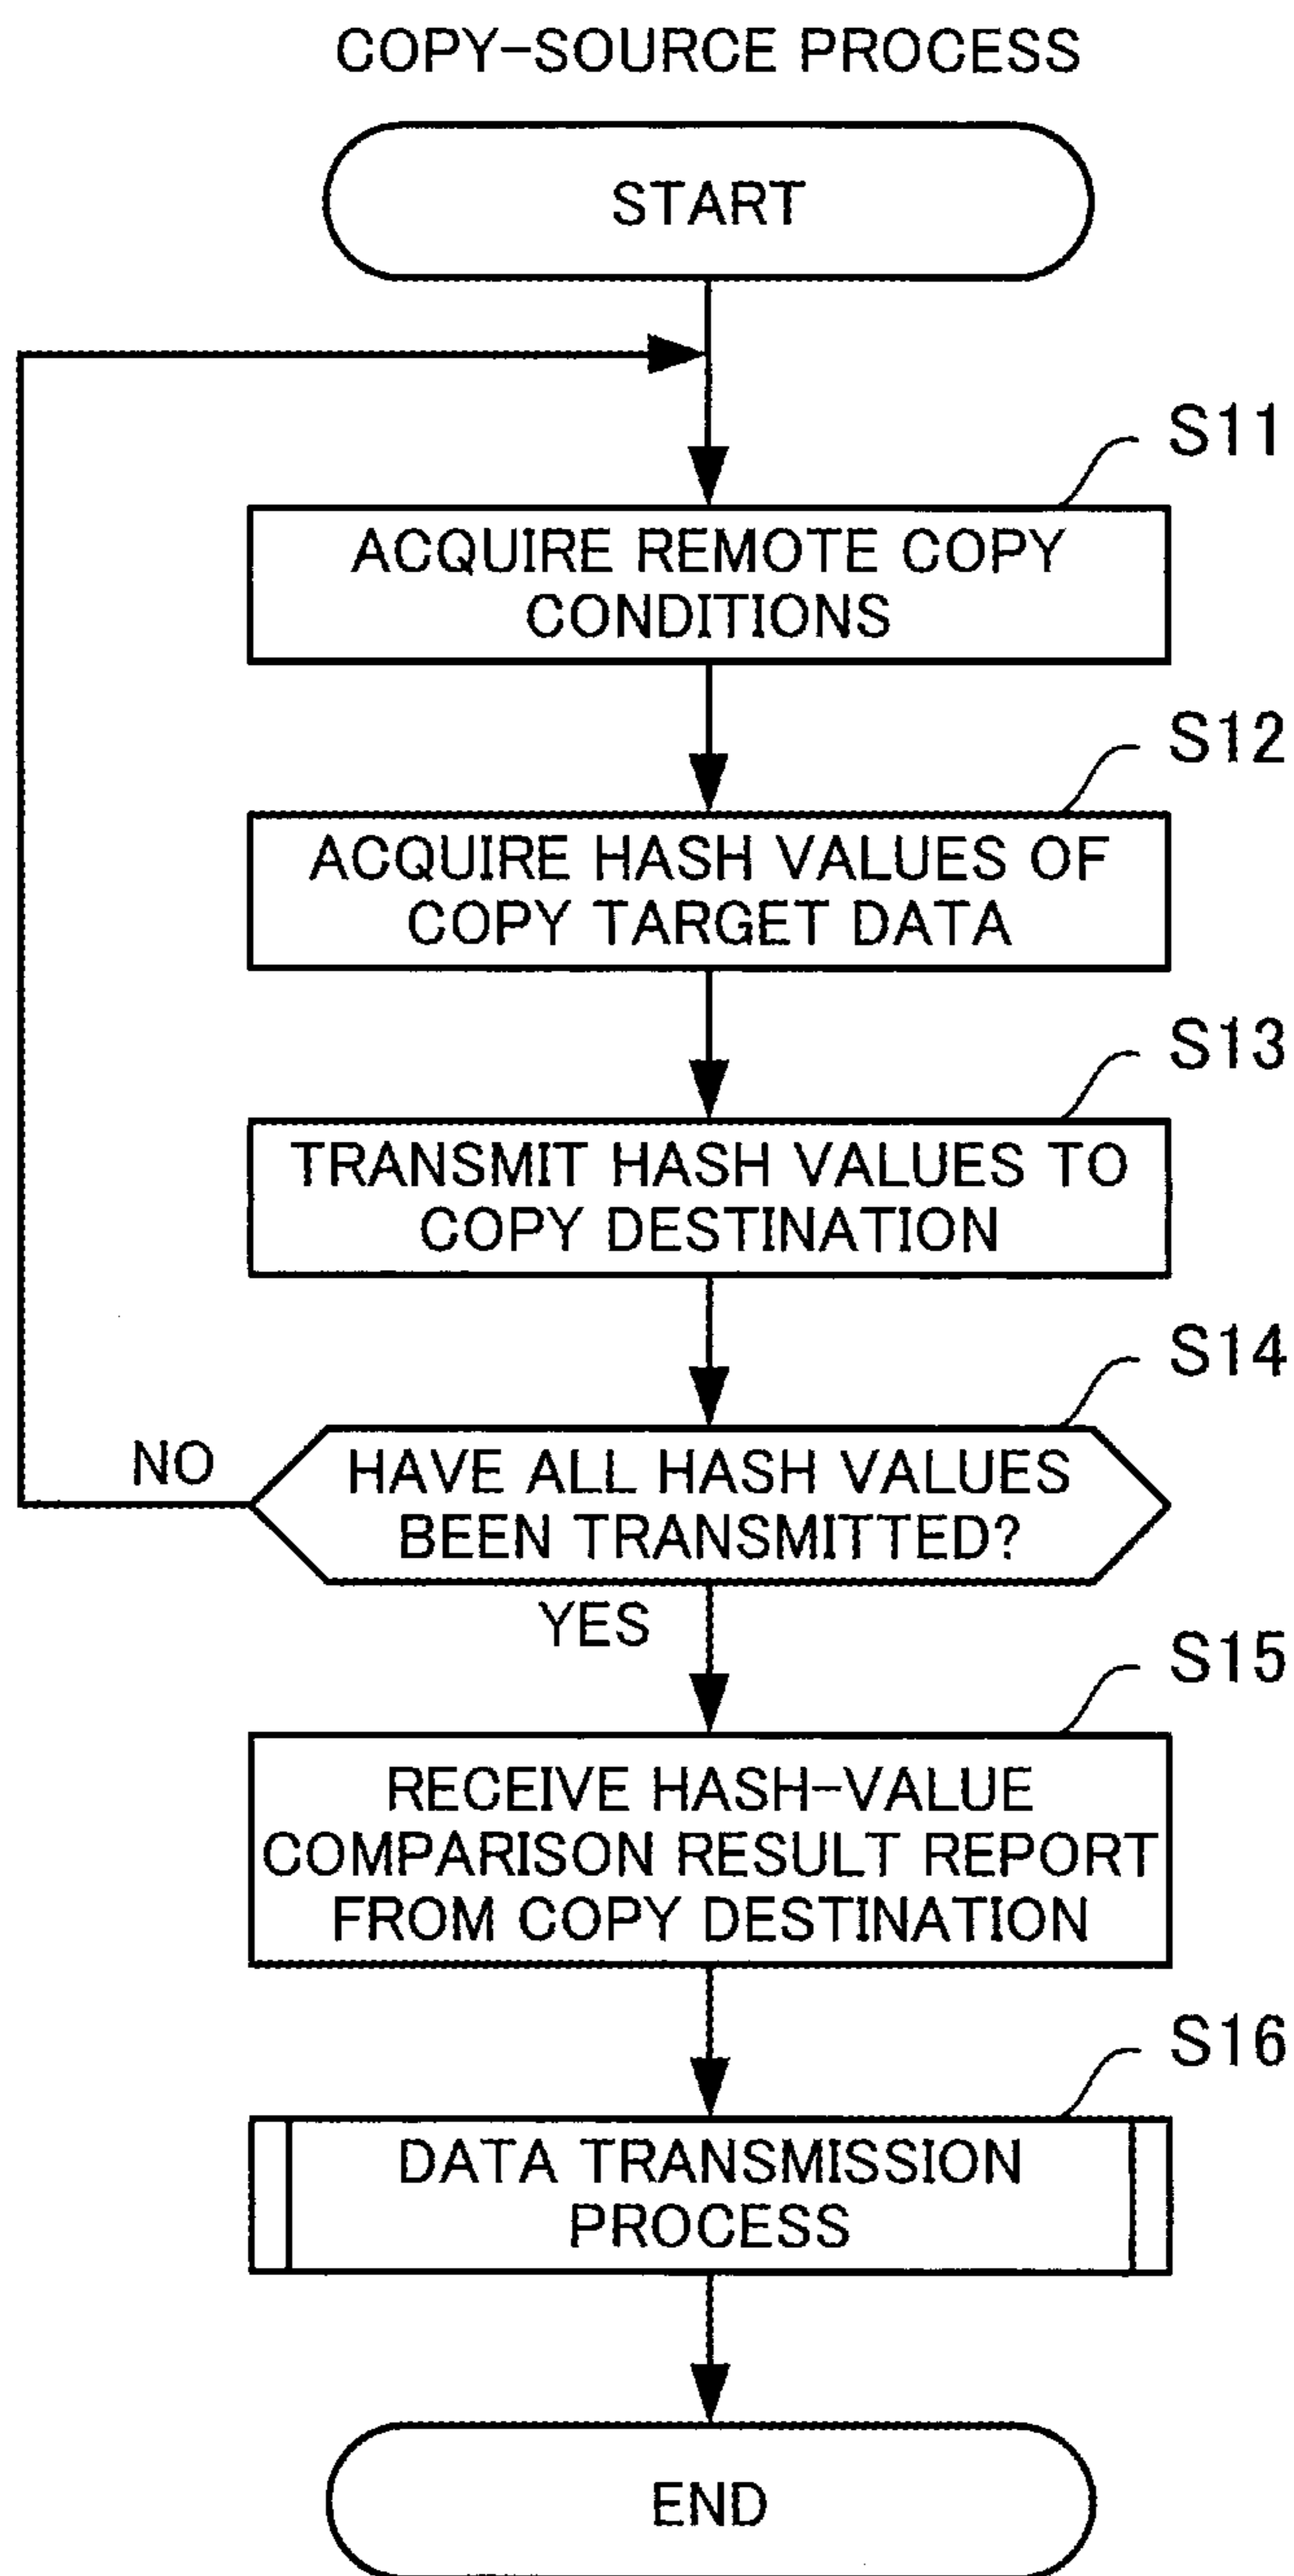 COPY-SOURCE PROCESS
START
S11
ACQUIRE REMOTE COPY
CONDITIONS
S12
ACQUIRE HASH VALUES OF
COPY TARGET DATA
S13
TRANSMIT HASH VALUES TO
COPY DESTINATION
S14
NO
HAVE ALL HASH VALUES
BEEN TRANSMITTED?
YES
S15
RECEIVE HASH-VALUE
COMPARISON RESULT REPORT
FROM COPY DESTINATION
S16
DATA TRANSMISSION
PROCESS
END